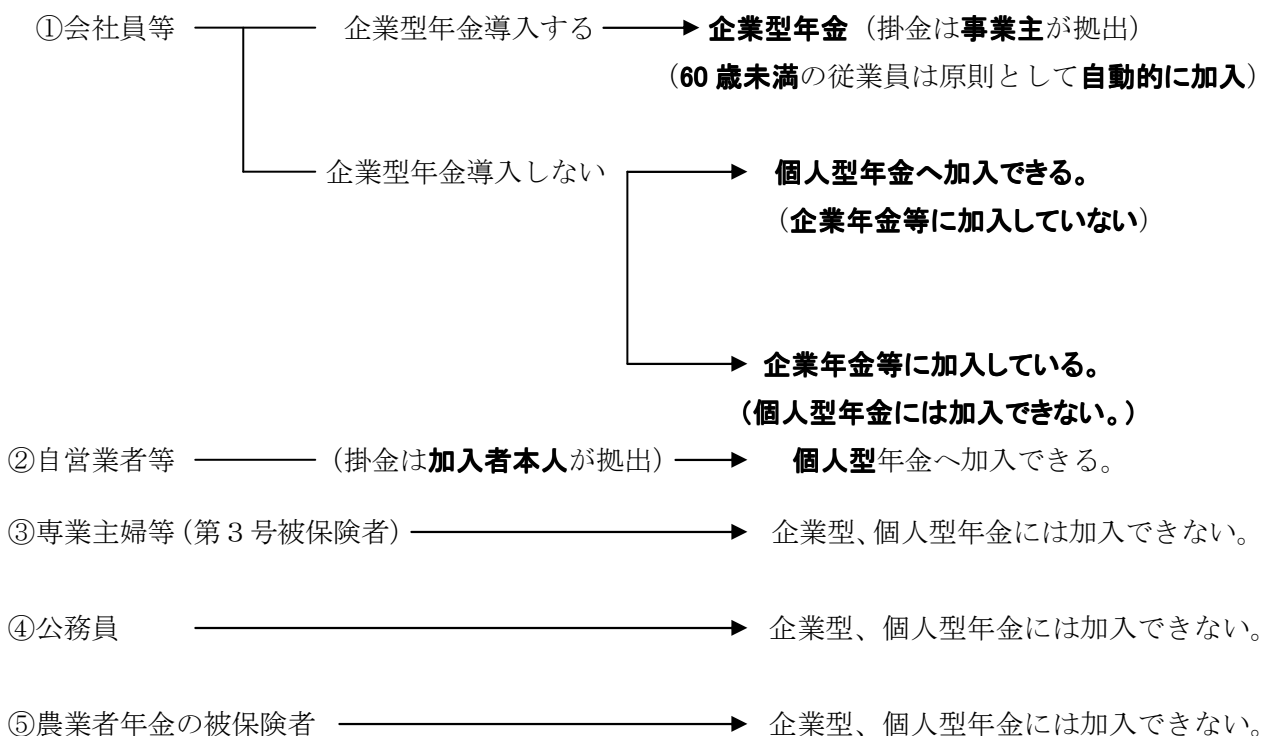 ①会社員等 企業型年金導入する 企業型年金（掛金は事業主が拠出）
（60歳未満の従業員は原則として自動的に加入）
企業型年金導入しない 個人型年金へ加入できる。
（企業年金等に加入していない）
企業年金等に加入している。
（個人型年金には加入できない。）
②自営業者等 （掛金は加入者本人が拠出） 個人型年金へ加入できる。
③専業主婦等（第３号被保険者） 企業型、個人型年金には加入できない。
④公務員 企業型、個人型年金には加入できない。
⑤農業者年金の被保険者 企業型、個人型年金には加入できない。